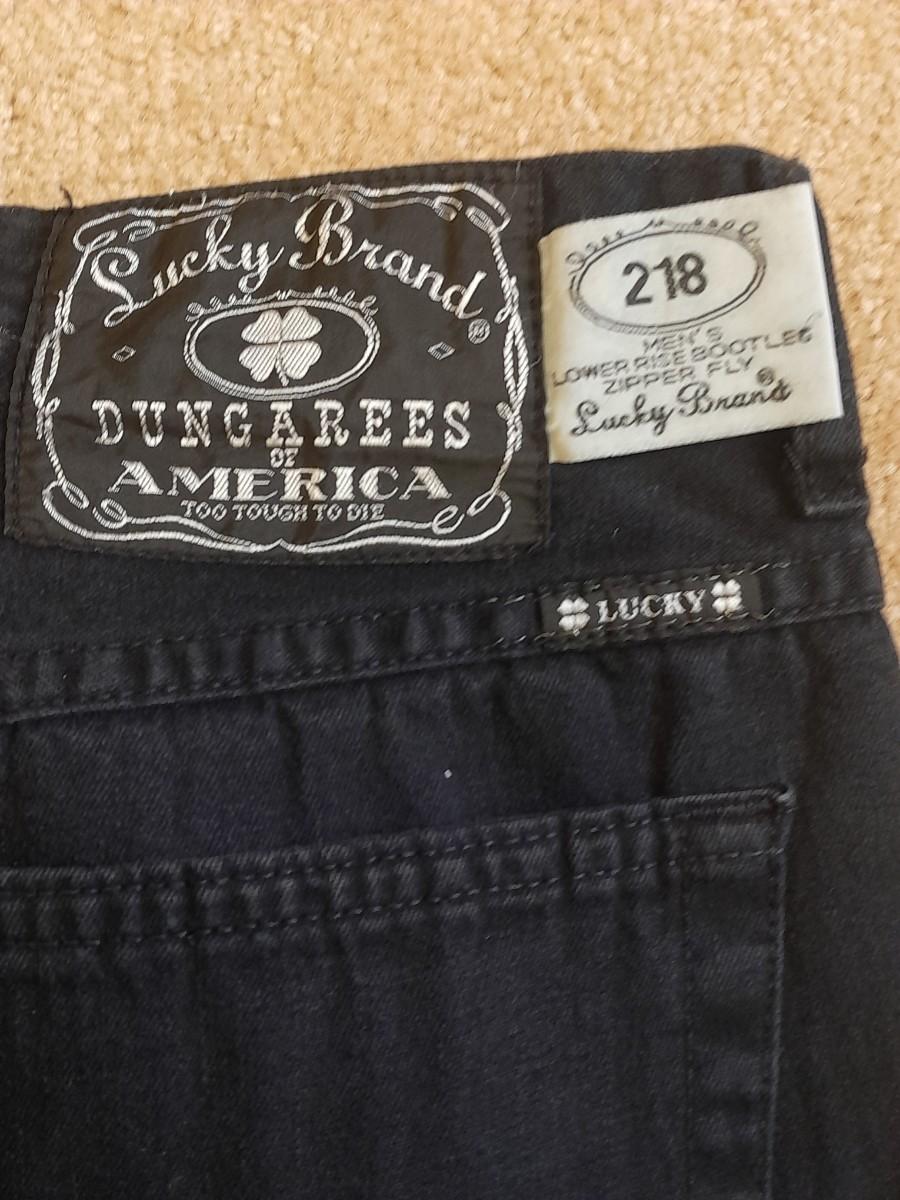 Lucky Brand®
DUNGAREES
OF
AMERICA
TOO TOUGH TO DIE
218
MEN'S
LOWER RISE BOOTLEG
ZIPPER FLY
Lucky Brand®
LUCKY